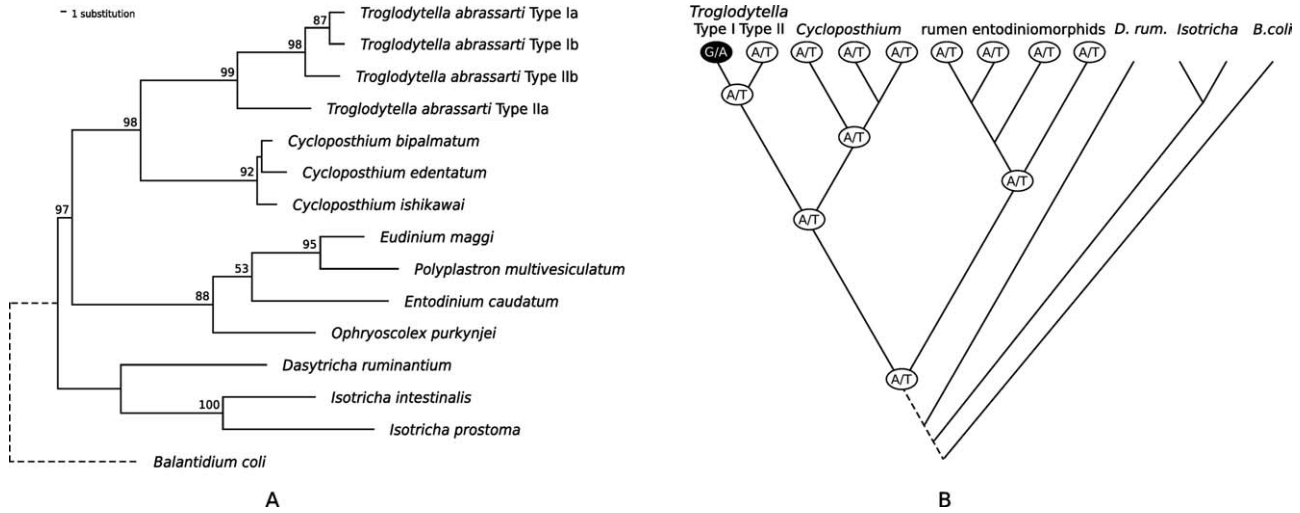 1 substitution
87
Troglodytella abrassarti Type Ia
98
Troglodytella abrassarti Type Ib
99
Troglodytella abrassarti Type IIb
Troglodytella abrassarti Type IIa
98
Cycloposthium bipalmatum
92
Cycloposthium edentatum
Cycloposthium ishikawai
97
95
Eudinium maggi
53
Polyplastron multivesiculatum
88
Entodinium caudatum
Ophryoscolex purkynjei
Dasytricha ruminantium
100
Isotricha intestinalis
Isotricha prostoma
Balantidium coli
A
Troglodytella
Type I Type II Cycloposthium rumen entodiniomorphids D. rum. Isotricha B.coli
G/A A/T A/T A/T A/T A/T A/T A/T A/T
A/T
A/T
A/T
A/T
A/T
B